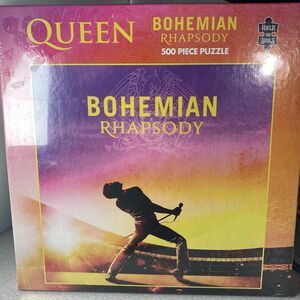 QUEEN
BOHEMIAN
RHAPSODY
500 PIECE PUZZLE
BOHEMIAN
RHAPSODY